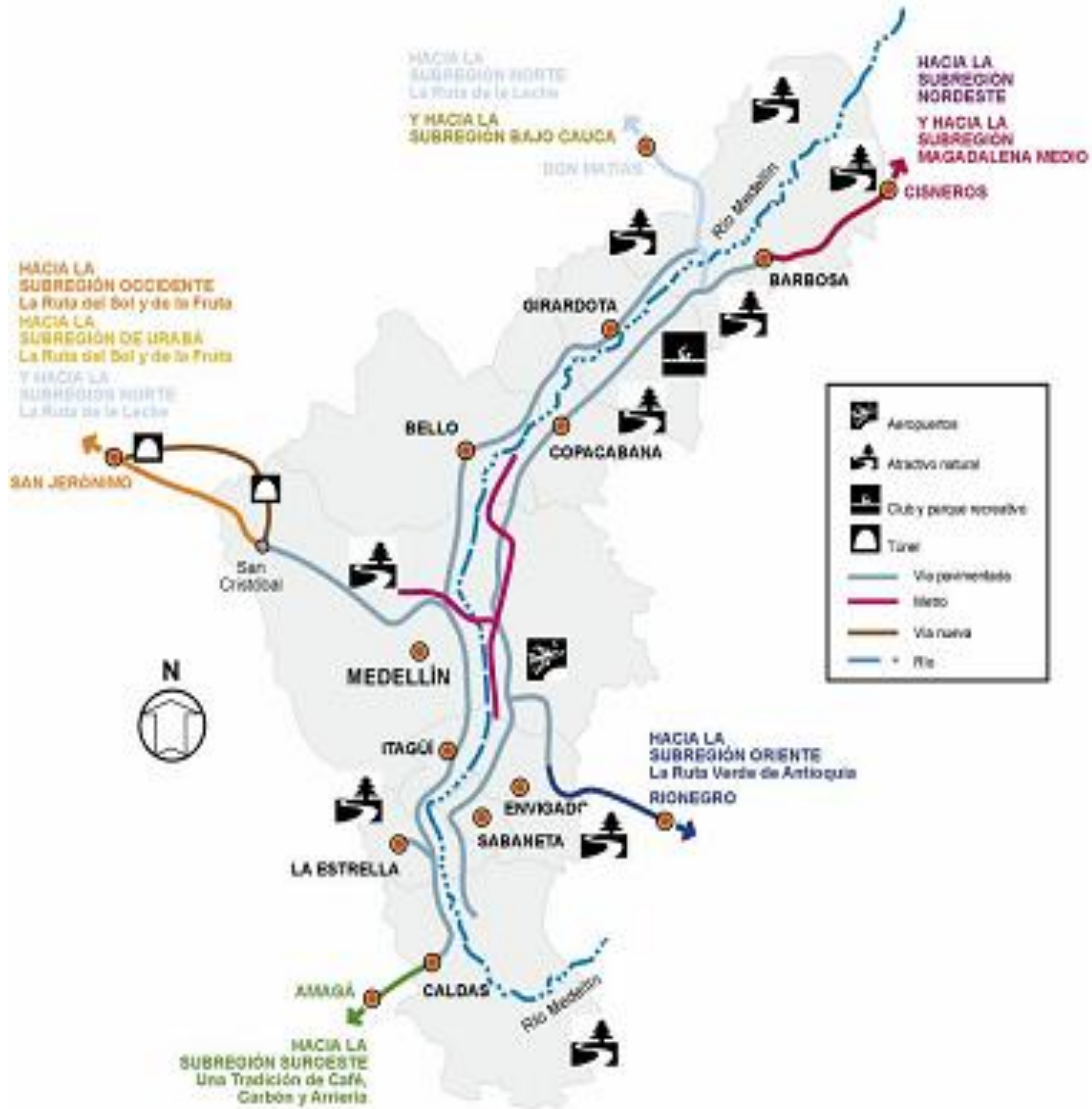 HACIA LA
SUBREGIÓN NORTE
La Ruta de la Leche
Y HACIA LA
SUBREGIÓN BAJO CAUCA
DON MATIAS
HACIA LA
SUBREGIÓN
NORDESTE
Y HACIA LA
SUBREGIÓN
MAGADALENA MEDIO
CISNEROS
Río Medellín
BARBOSA
GIRARDOTA
HACIA LA
SUBREGIÓN OCCIDENTE
La Ruta del Sol y de la Fruta
HACIA LA
SUBREGIÓN DE URABÁ
La Ruta del Sol y de la Fruta
Y HACIA LA
SUBREGIÓN NORTE
La Ruta de la Leche
BELLO
COPACABANA
SAN JERÓNIMO
San
Cristóbal
Aeropuertos
Atractivo natural
Club y parque recreativo
Túnel
Vía pavimentada
Metro
Vía nueva
Río
N
MEDELLÍN
ITAGÜÍ
HACIA LA
SUBREGIÓN ORIENTE
La Ruta Verde de Antioquia
RIONEGRO
ENVIGADO
SABANETA
LA ESTRELLA
AMAGÁ
CALDAS
Río Medellín
HACIA LA
SUBREGIÓN SUROESTE
Una Tradición de Café,
Carbón y Arriería